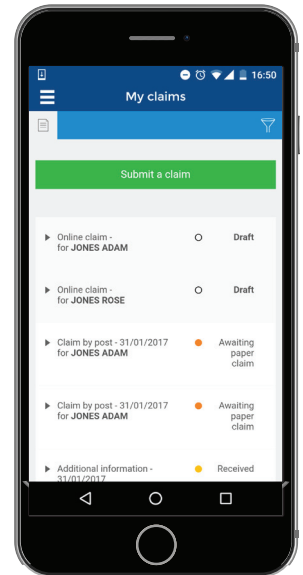 16:50
My claims
Submit a claim
Online claim - Draft
for JONES ADAM
Online claim - Draft
for JONES ROSE
Claim by post - 31/01/2017 Awaiting
for JONES ADAM paper
claim
Claim by post - 31/01/2017 Awaiting
for JONES ADAM paper
claim
Additional information - Received
31/01/2017